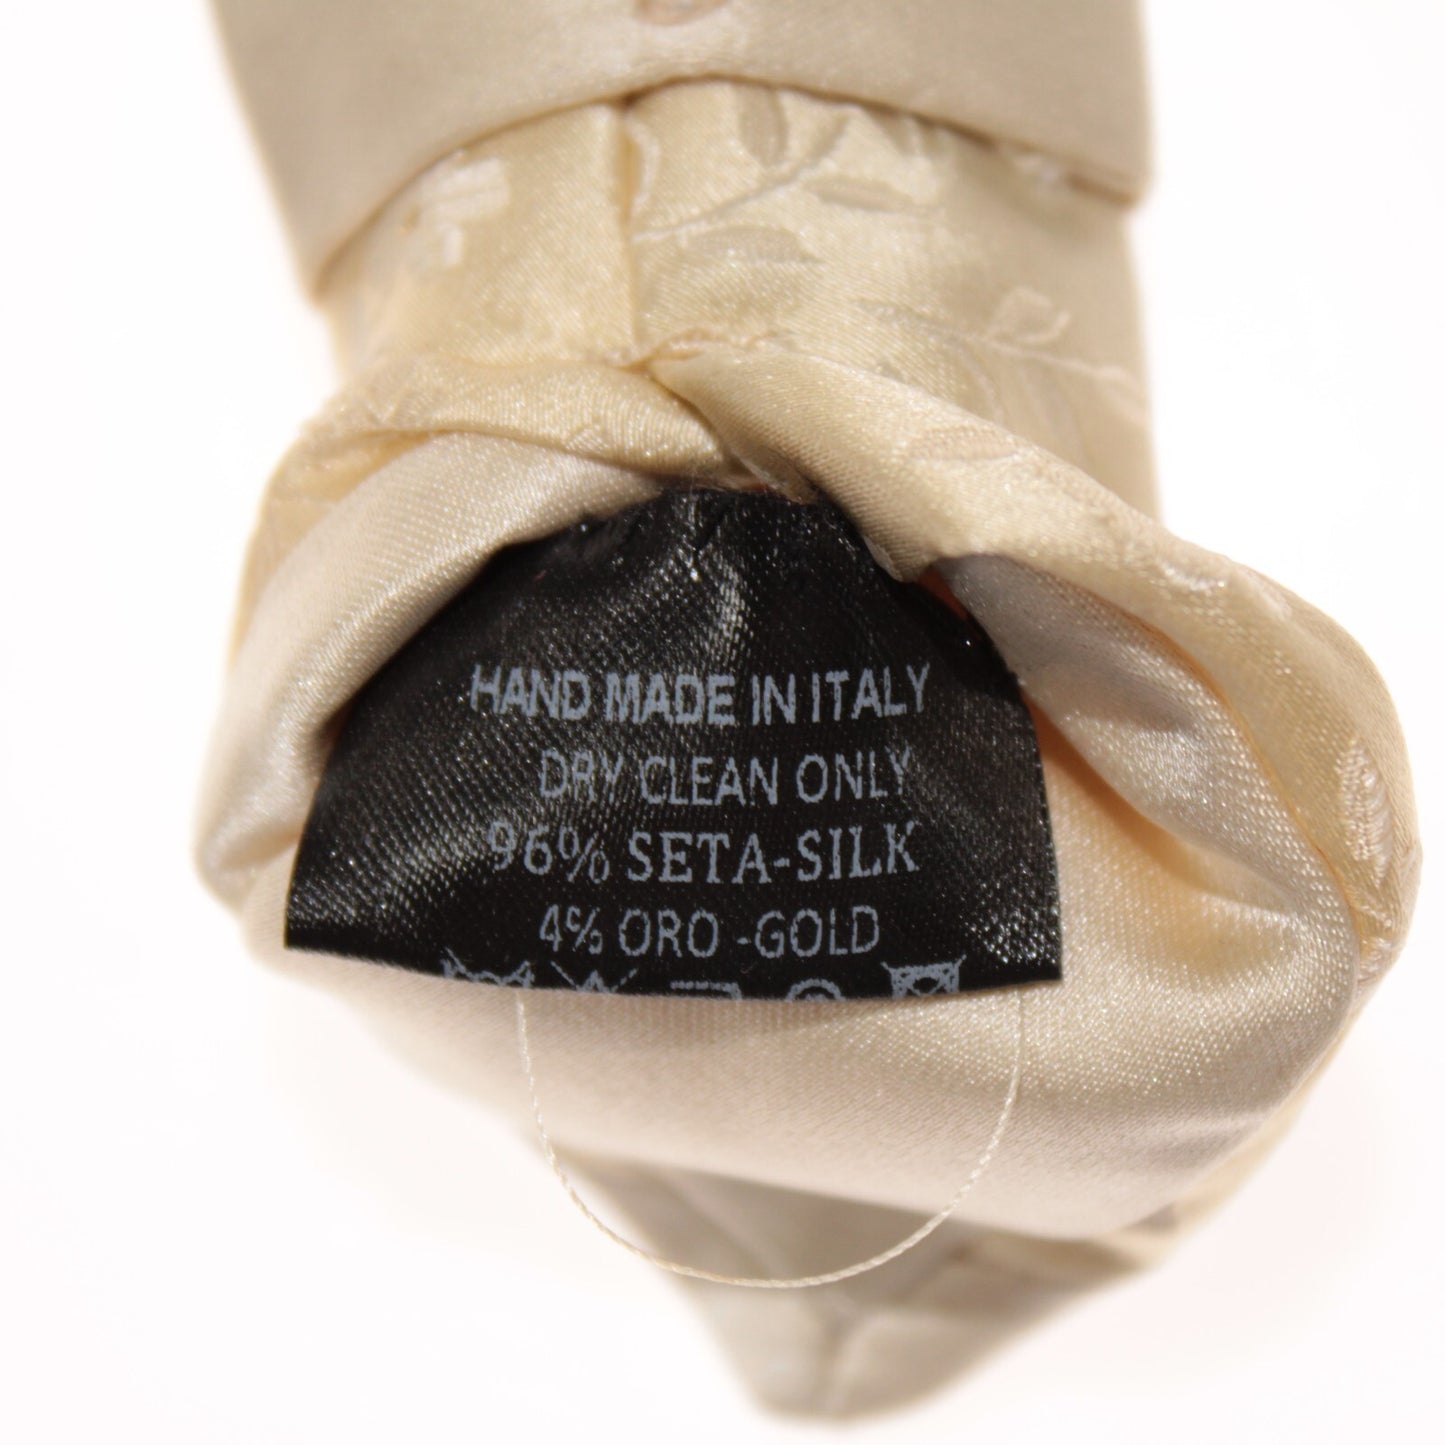 HAND MADE IN ITALY
DRY CLEAN ONLY
96% SETA-SILK
4% ORO -GOLD